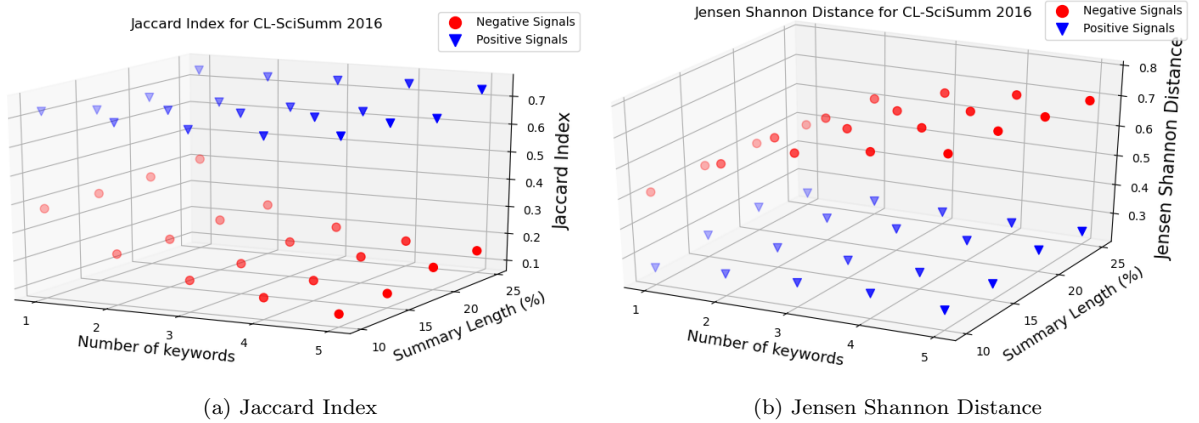 Jaccard Index for CL-SciSumm 2016
Negative Signals
Positive Signals
0.7
0.6
0.5
0.4
0.3
0.2
0.1
Jaccard Index
1
2
3
4
5
Number of keywords
10
15
20
25
Summary Length (%)
(a) Jaccard Index
Jensen Shannon Distance for CL-SciSumm 2016
Negative Signals
Positive Signals
0.8
0.7
0.6
0.5
0.4
0.3
Jensen Shannon Distance
1
2
3
4
5
Number of keywords
10
15
20
25
Summary Length (%)
(b) Jensen Shannon Distance